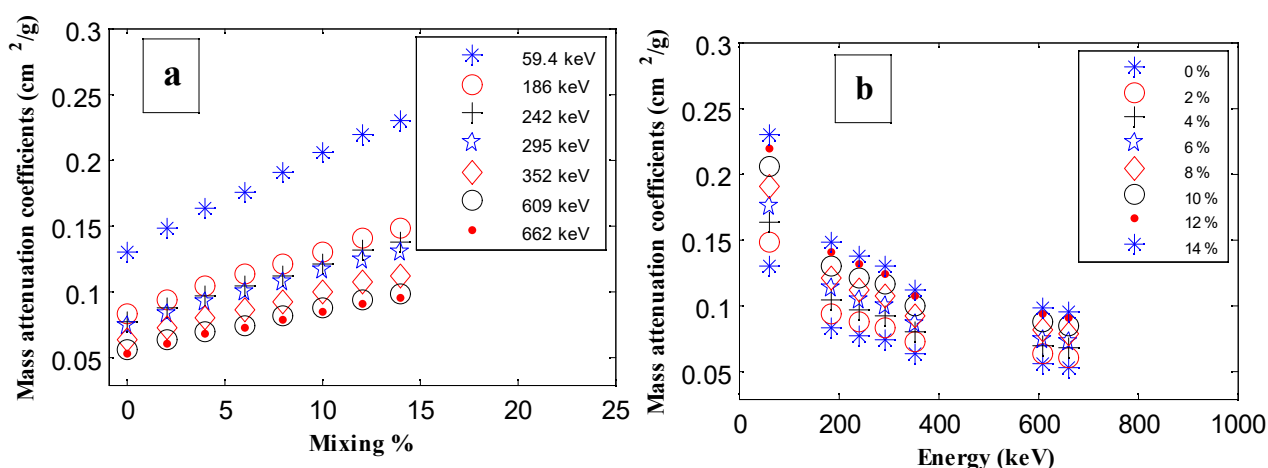 a
Mass attenuation coefficients (cm ²/g)
0.3
0.25
0.2
0.15
0.1
0.05
0
5
10
15
20
25
Mixing %
59.4 keV
186 keV
242 keV
295 keV
352 keV
609 keV
662 keV
b
Mass attenuation coefficients (cm ²/g)
0.3
0.25
0.2
0.15
0.1
0.05
0
200
400
600
800
1000
Energy (keV)
0 %
2 %
4 %
6 %
8 %
10 %
12 %
14 %